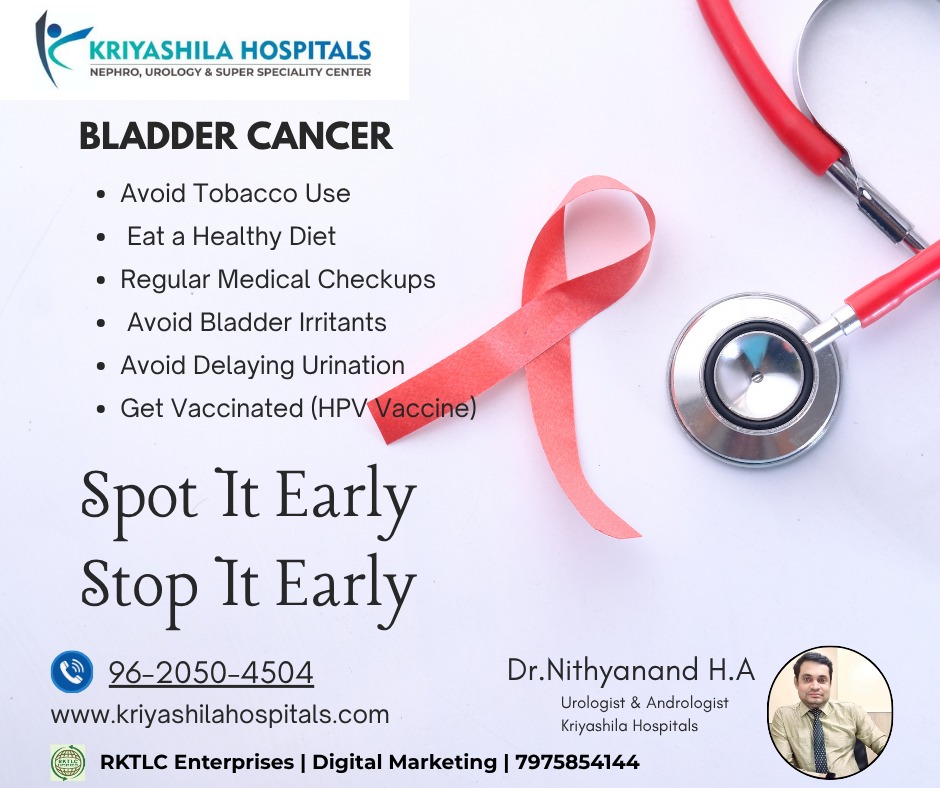 KRIYASHILA HOSPITALS
NEPHRO, UROLOGY & SUPER SPECIALITY CENTER
BLADDER CANCER
• Avoid Tobacco Use
• Eat a Healthy Diet
• Regular Medical Checkups
• Avoid Bladder Irritants
• Avoid Delaying Urination
• Get Vaccinated (HPV Vaccine)
Spot It Early
Stop It Early
96-2050-4504
www.kriyashilahospitals.com
Dr.Nithyanand H.A
Urologist & Andrologist
Kriyashila Hospitals
RKTLC
RKTLC Enterprises | Digital Marketing | 7975854144